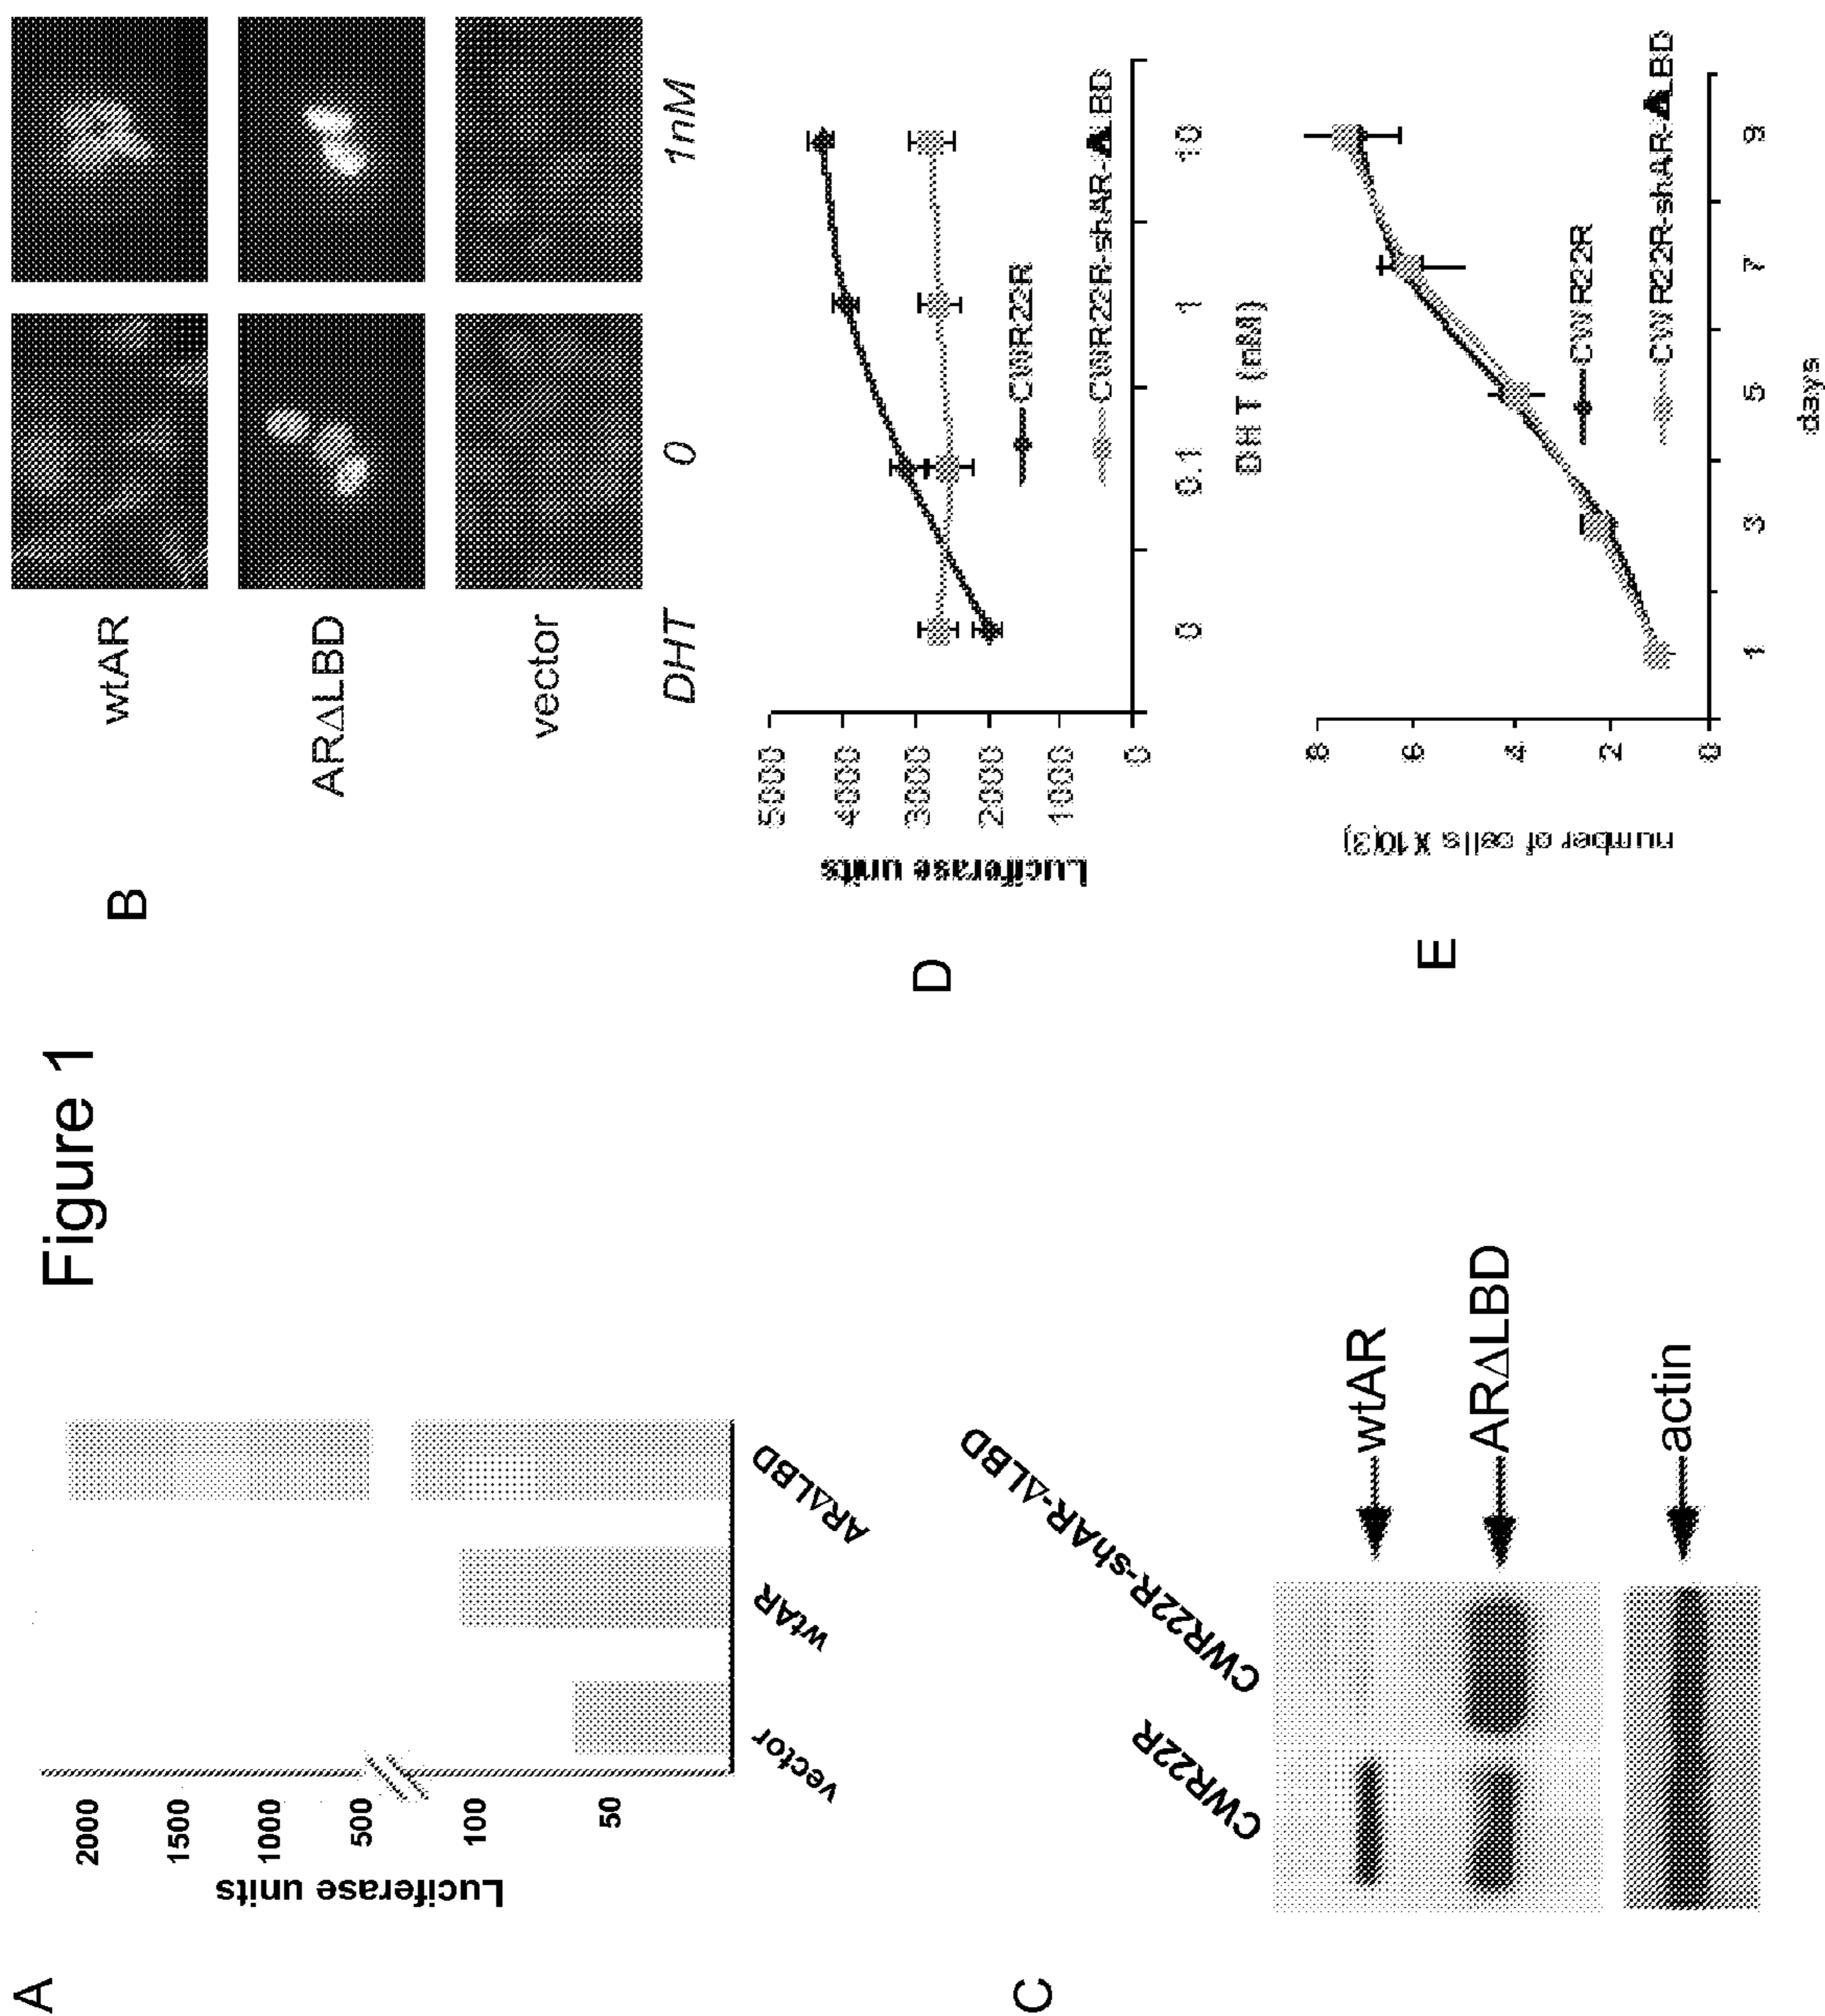 Figure 1
A
Luciferase units
2000
1500
1000
500
100
50
vector
wtAR
ARΔLBD
B
wtAR
ARΔLBD
vector
DHT
0
1nM
C
CWR22R
CWR22R-shAR-ΔLBD
wtAR
ARΔLBD
actin
D
Luciferase units
5000
4000
3000
2000
1000
0
0
0.1
1
10
DHT (nM)
CWR22R
CWR22R-shAR-▲LBD
E
number of cells X10(3)
8
6
4
2
0
1
3
5
7
9
days
CWR22R
CWR22R-shAR-▲LBD